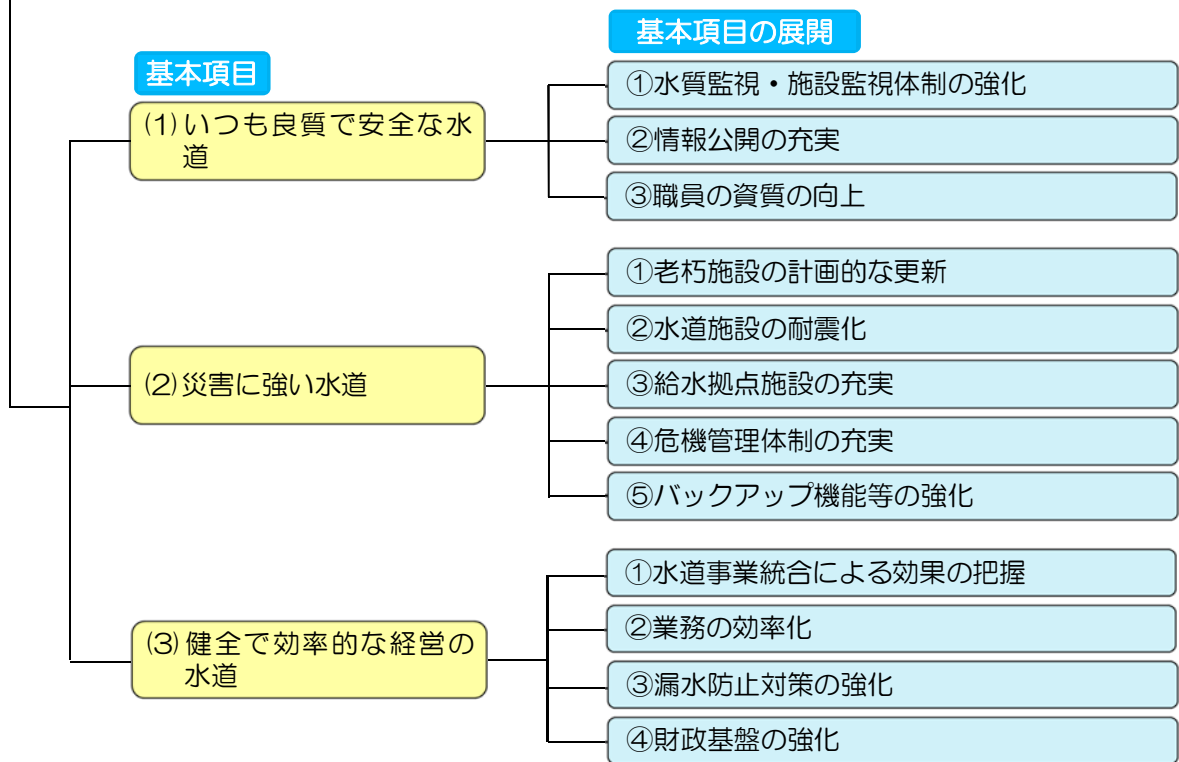 基本項目の展開
基本項目
(1)いつも良質で安全な水
道
①水質監視・施設監視体制の強化
②情報公開の充実
③職員の資質の向上
(2)災害に強い水道
①老朽施設の計画的な更新
②水道施設の耐震化
③給水拠点施設の充実
④危機管理体制の充実
⑤バックアップ機能等の強化
(3)健全で効率的な経営の
水道
①水道事業統合による効果の把握
②業務の効率化
③漏水防止対策の強化
④財政基盤の強化